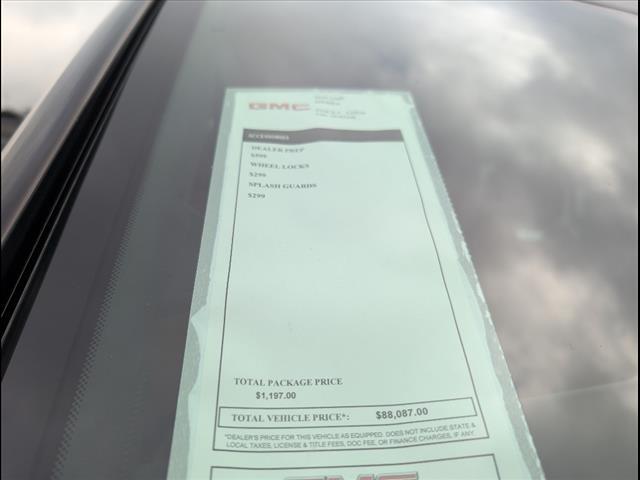 GMC
ACCESSORIES
DEALER PREP
$599
WHEEL LOCKS
$299
SPLASH GUARDS
$299
TOTAL PACKAGE PRICE
$1,197.00
TOTAL VEHICLE PRICE*: $88,087.00
*DEALER'S PRICE FOR THIS VEHICLE AS EQUIPPED. DOES NOT INCLUDE STATE &
LOCAL TAXES, LICENSE & TITLE FEES, DOC FEE, OR FINANCE CHARGES, IF ANY.